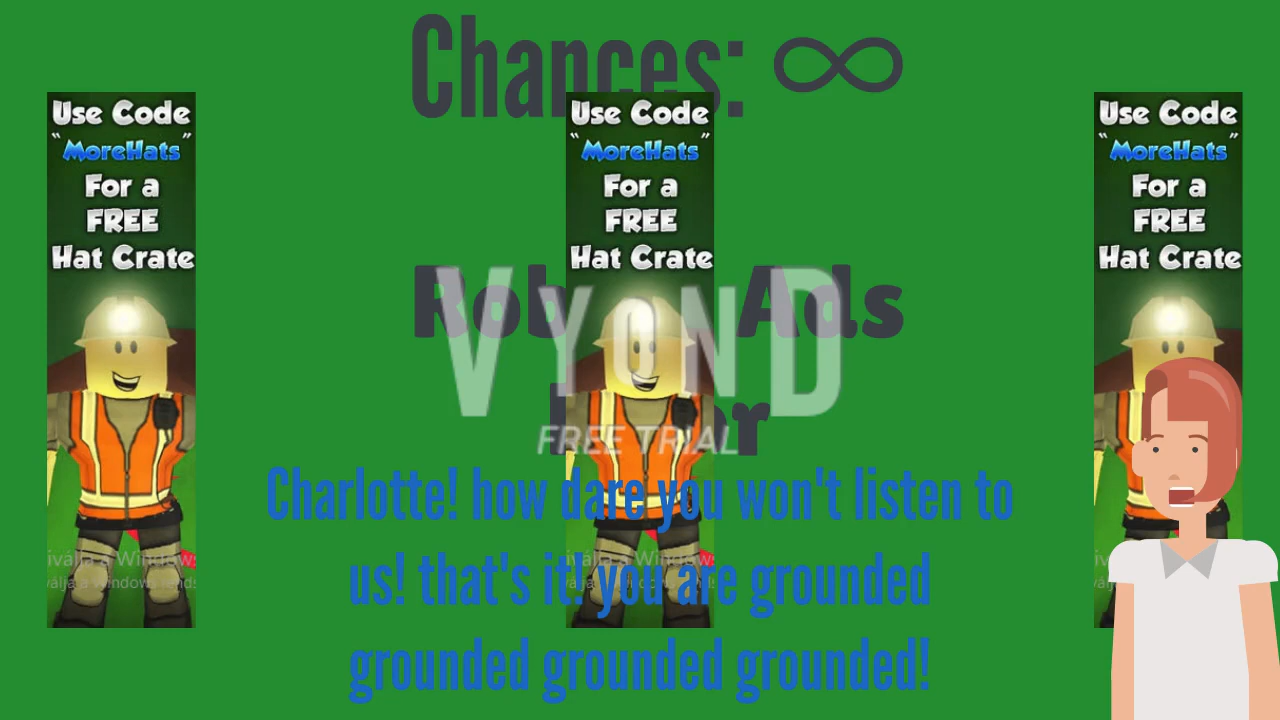 Chances: ∞
Use Code
"MoreHats"
For a
FREE
Hat Crate
Use Code
"MoreHats"
For a
FREE
Hat Crate
Use Code
"MoreHats"
For a
FREE
Hat Crate
Ads
VYOND
FREE TRIAL
Charlotte! how dare you won't listen to
us! that's it! you are grounded
grounded grounded grounded!